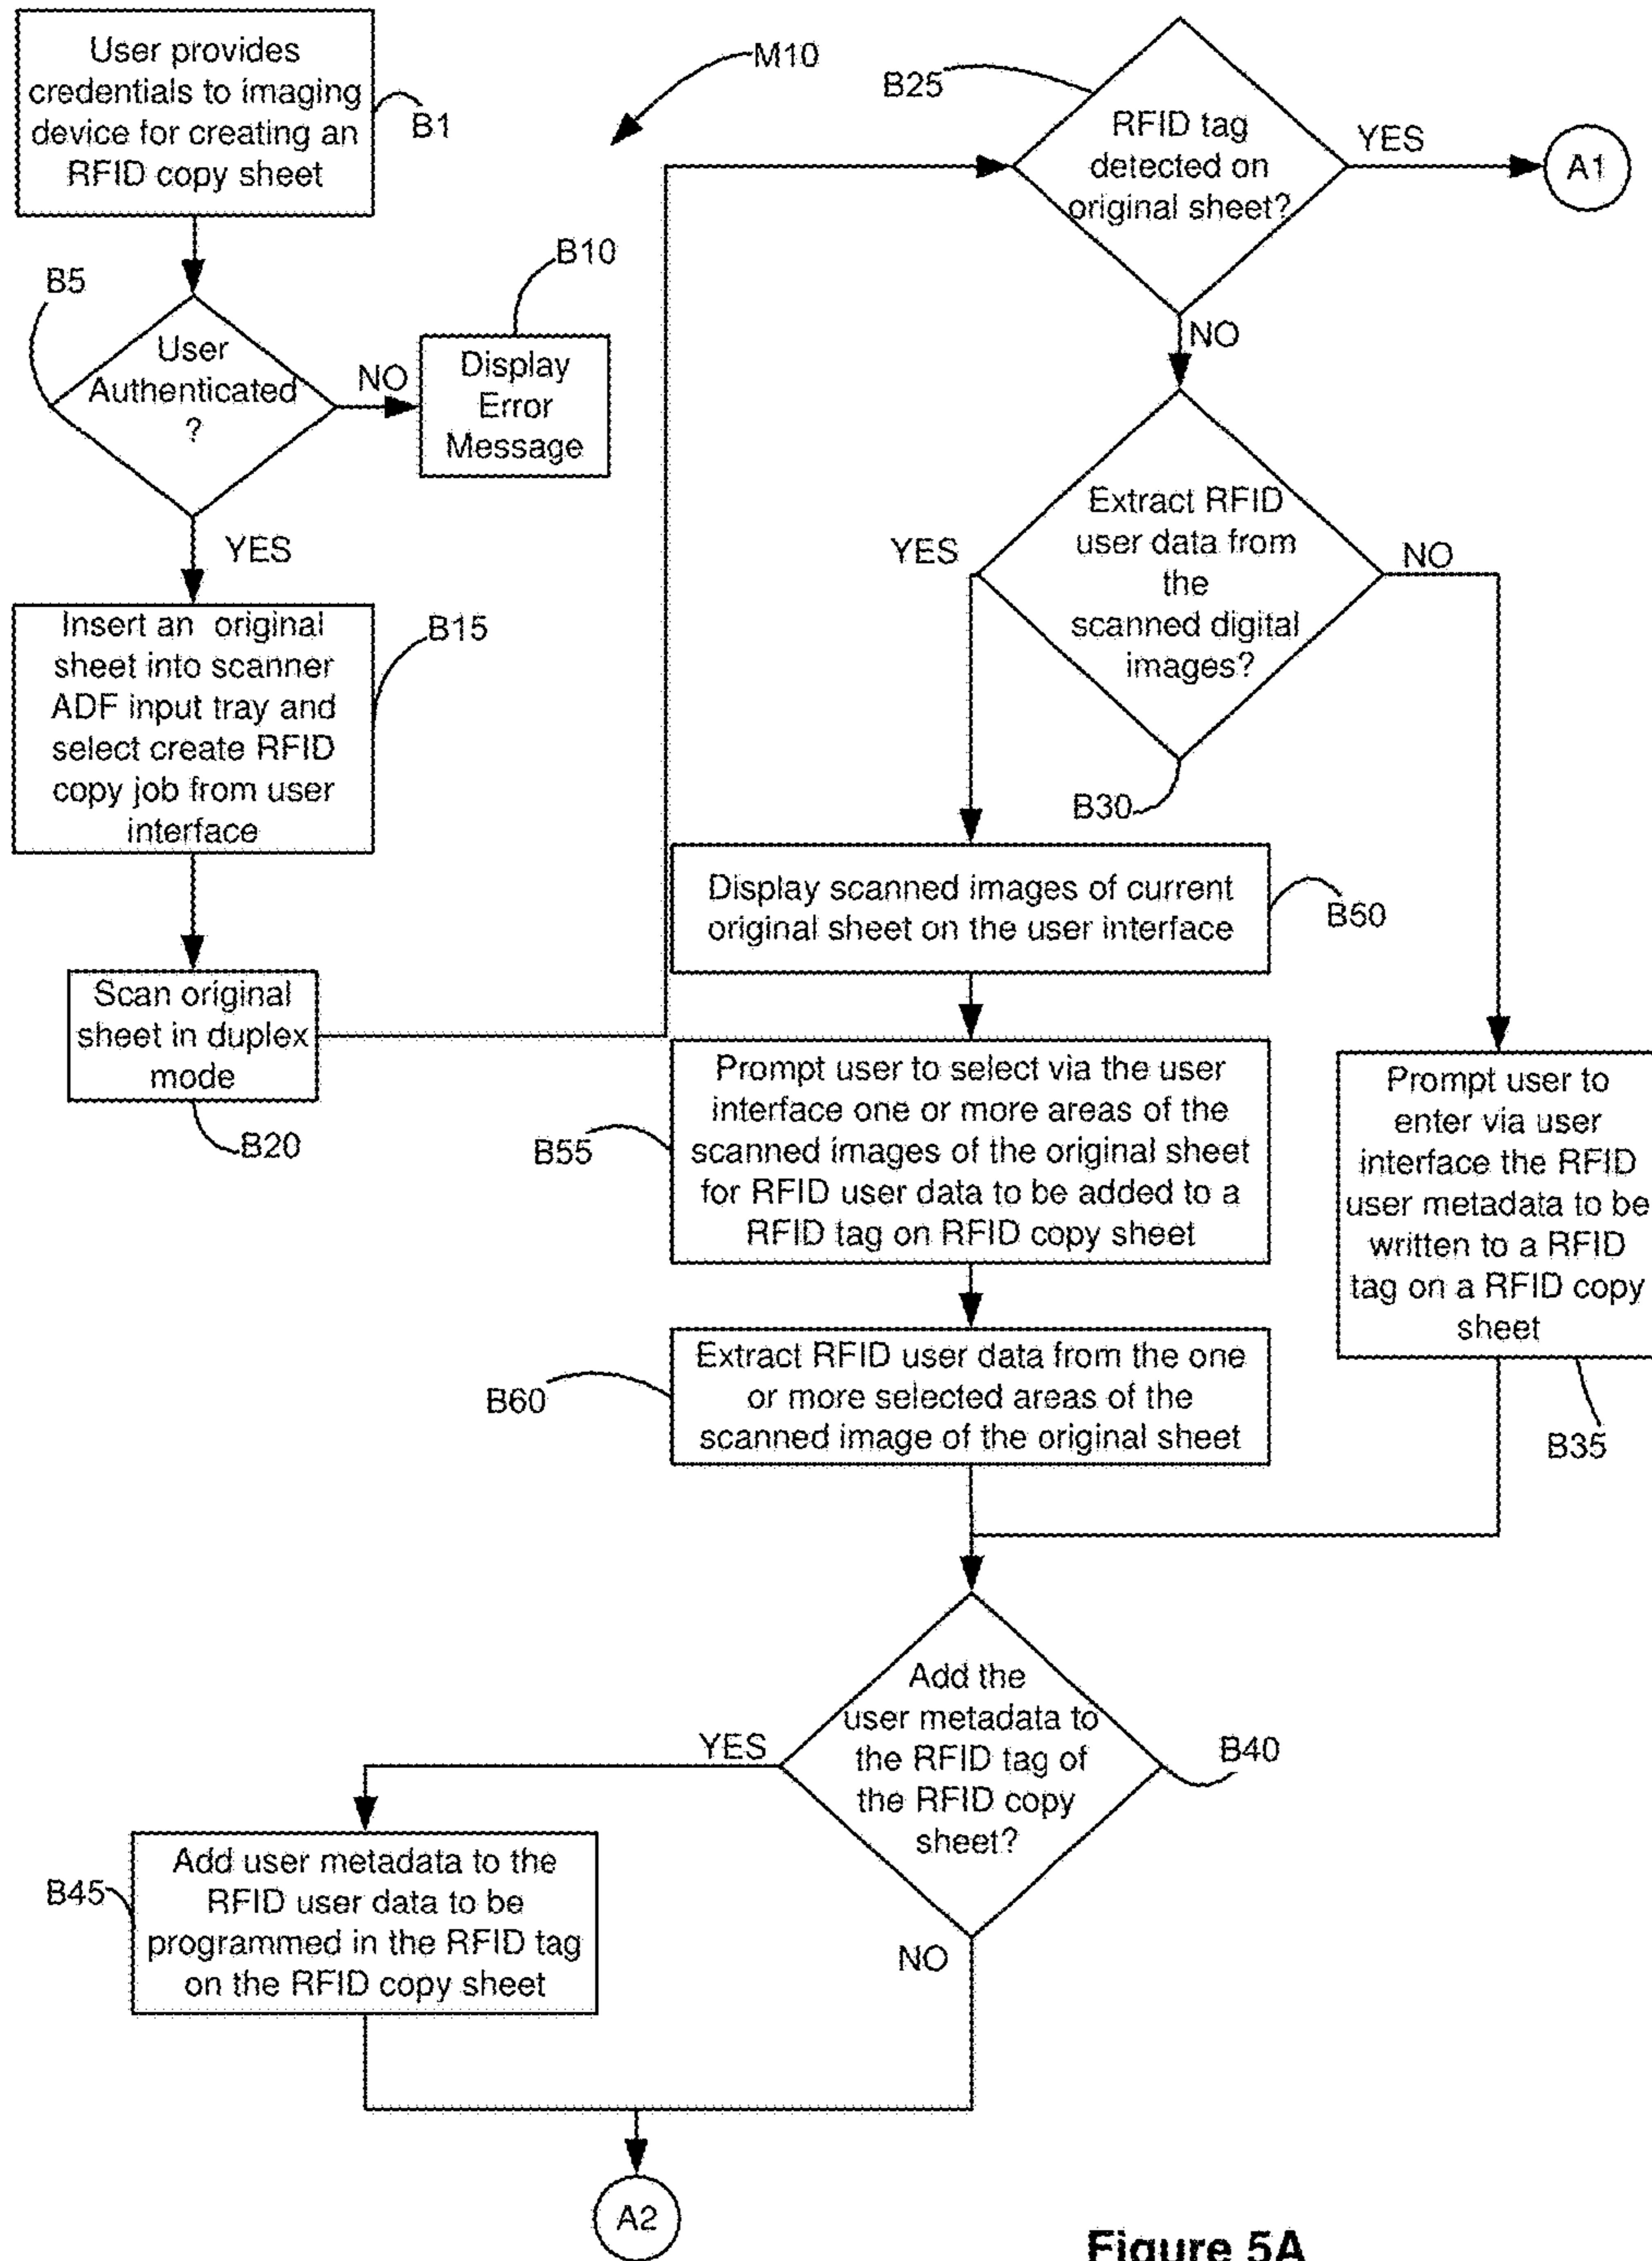 User provides
credentials to imaging
device for creating an
RFID copy sheet
B1
M10
B5
User
Authenticated
?
NO
B10
Display
Error
Message
YES
Insert an original
sheet into scanner
ADF input tray and
select create RFID
copy job from user
interface
B15
Scan original
sheet in duplex
mode
B20
B25
RFID tag
detected on
original sheet?
YES
A1
NO
Extract RFID
user data from
the
scanned digital
images?
B30
YES
NO
Display scanned images of current
original sheet on the user interface
B50
Prompt user to select via the user
interface one or more areas of the
scanned images of the original sheet
for RFID user data to be added to a
RFID tag on RFID copy sheet
B55
Extract RFID user data from the one
or more selected areas of the
scanned image of the original sheet
B60
Prompt user to
enter via user
interface the RFID
user metadata to be
written to a RFID
tag on a RFID copy
sheet
B35
Add the
user metadata to
the RFID tag of
the RFID copy
sheet?
B40
YES
Add user metadata to the
RFID user data to be
programmed in the RFID tag
on the RFID copy sheet
B45
NO
A2
Figure 5A